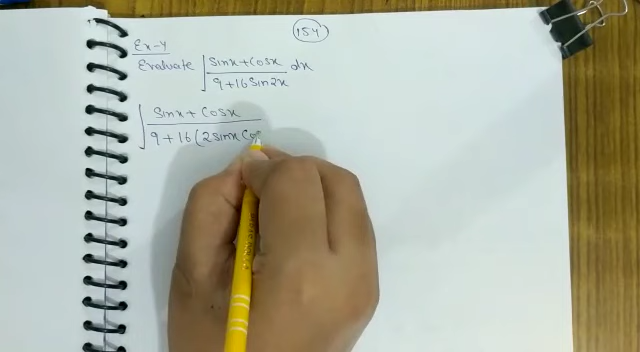 154
Ex-4
Evaluate ∫ sinx+cosx / 9+16 sin2x dx
∫ sinx + cosx / 9+16(2sinx cos